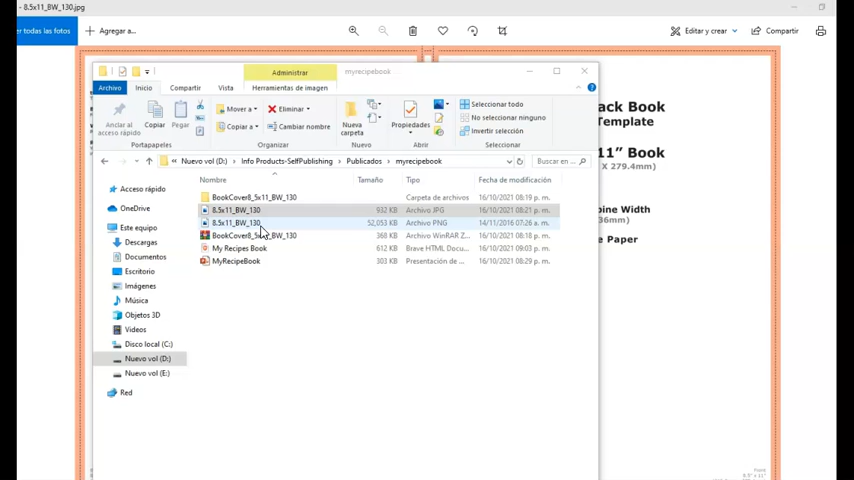 - 8.5x11_BW_130.jpg
er todas las fotos
Agregar a...
Editar y crear
Compartir
Administrar
myrecipebook
Archivo
Inicio
Compartir
Vista
Herramientas de imagen
Anclar al acceso rápido
Copiar
Pegar
Mover a
Copiar a
Eliminar
Cambiar nombre
Nueva carpeta
Propiedades
Seleccionar todo
No seleccionar ninguno
Invertir selección
Portapapeles
Organizar
Nuevo
Abrir
Seleccionar
« Nuevo vol (D:) > Info Products-SelfPublishing > Publicados > myrecipebook
Buscar en ...
Nombre
Tamaño
Tipo
Fecha de modificación
BookCover8_5x11_BW_130 Carpeta de archivos 16/10/2021 08:19 p. m.
8.5x11_BW_130 932 KB Archivo JPG 16/10/2021 08:21 p. m.
8.5x11_BW_130 52,053 KB Archivo PNG 14/11/2016 07:26 a. m.
BookCover8_5x11_BW_130 368 KB Archivo WinRAR Z... 16/10/2021 08:18 p. m.
My Recipes Book 612 KB Brave HTML Docu... 16/10/2021 09:03 p. m.
MyRecipeBook 303 KB Presentación de ... 16/10/2021 08:29 p. m.
Acceso rápido
OneDrive
Este equipo
Descargas
Documentos
Escritorio
Imágenes
Música
Objetos 3D
Videos
Disco local (C:)
Nuevo vol (D:)
Nuevo vol (E:)
Red
ack Book
Template
11” Book
X 279.4mm)
pine Width
36mm)
e Paper
Front
8.5" x 11"